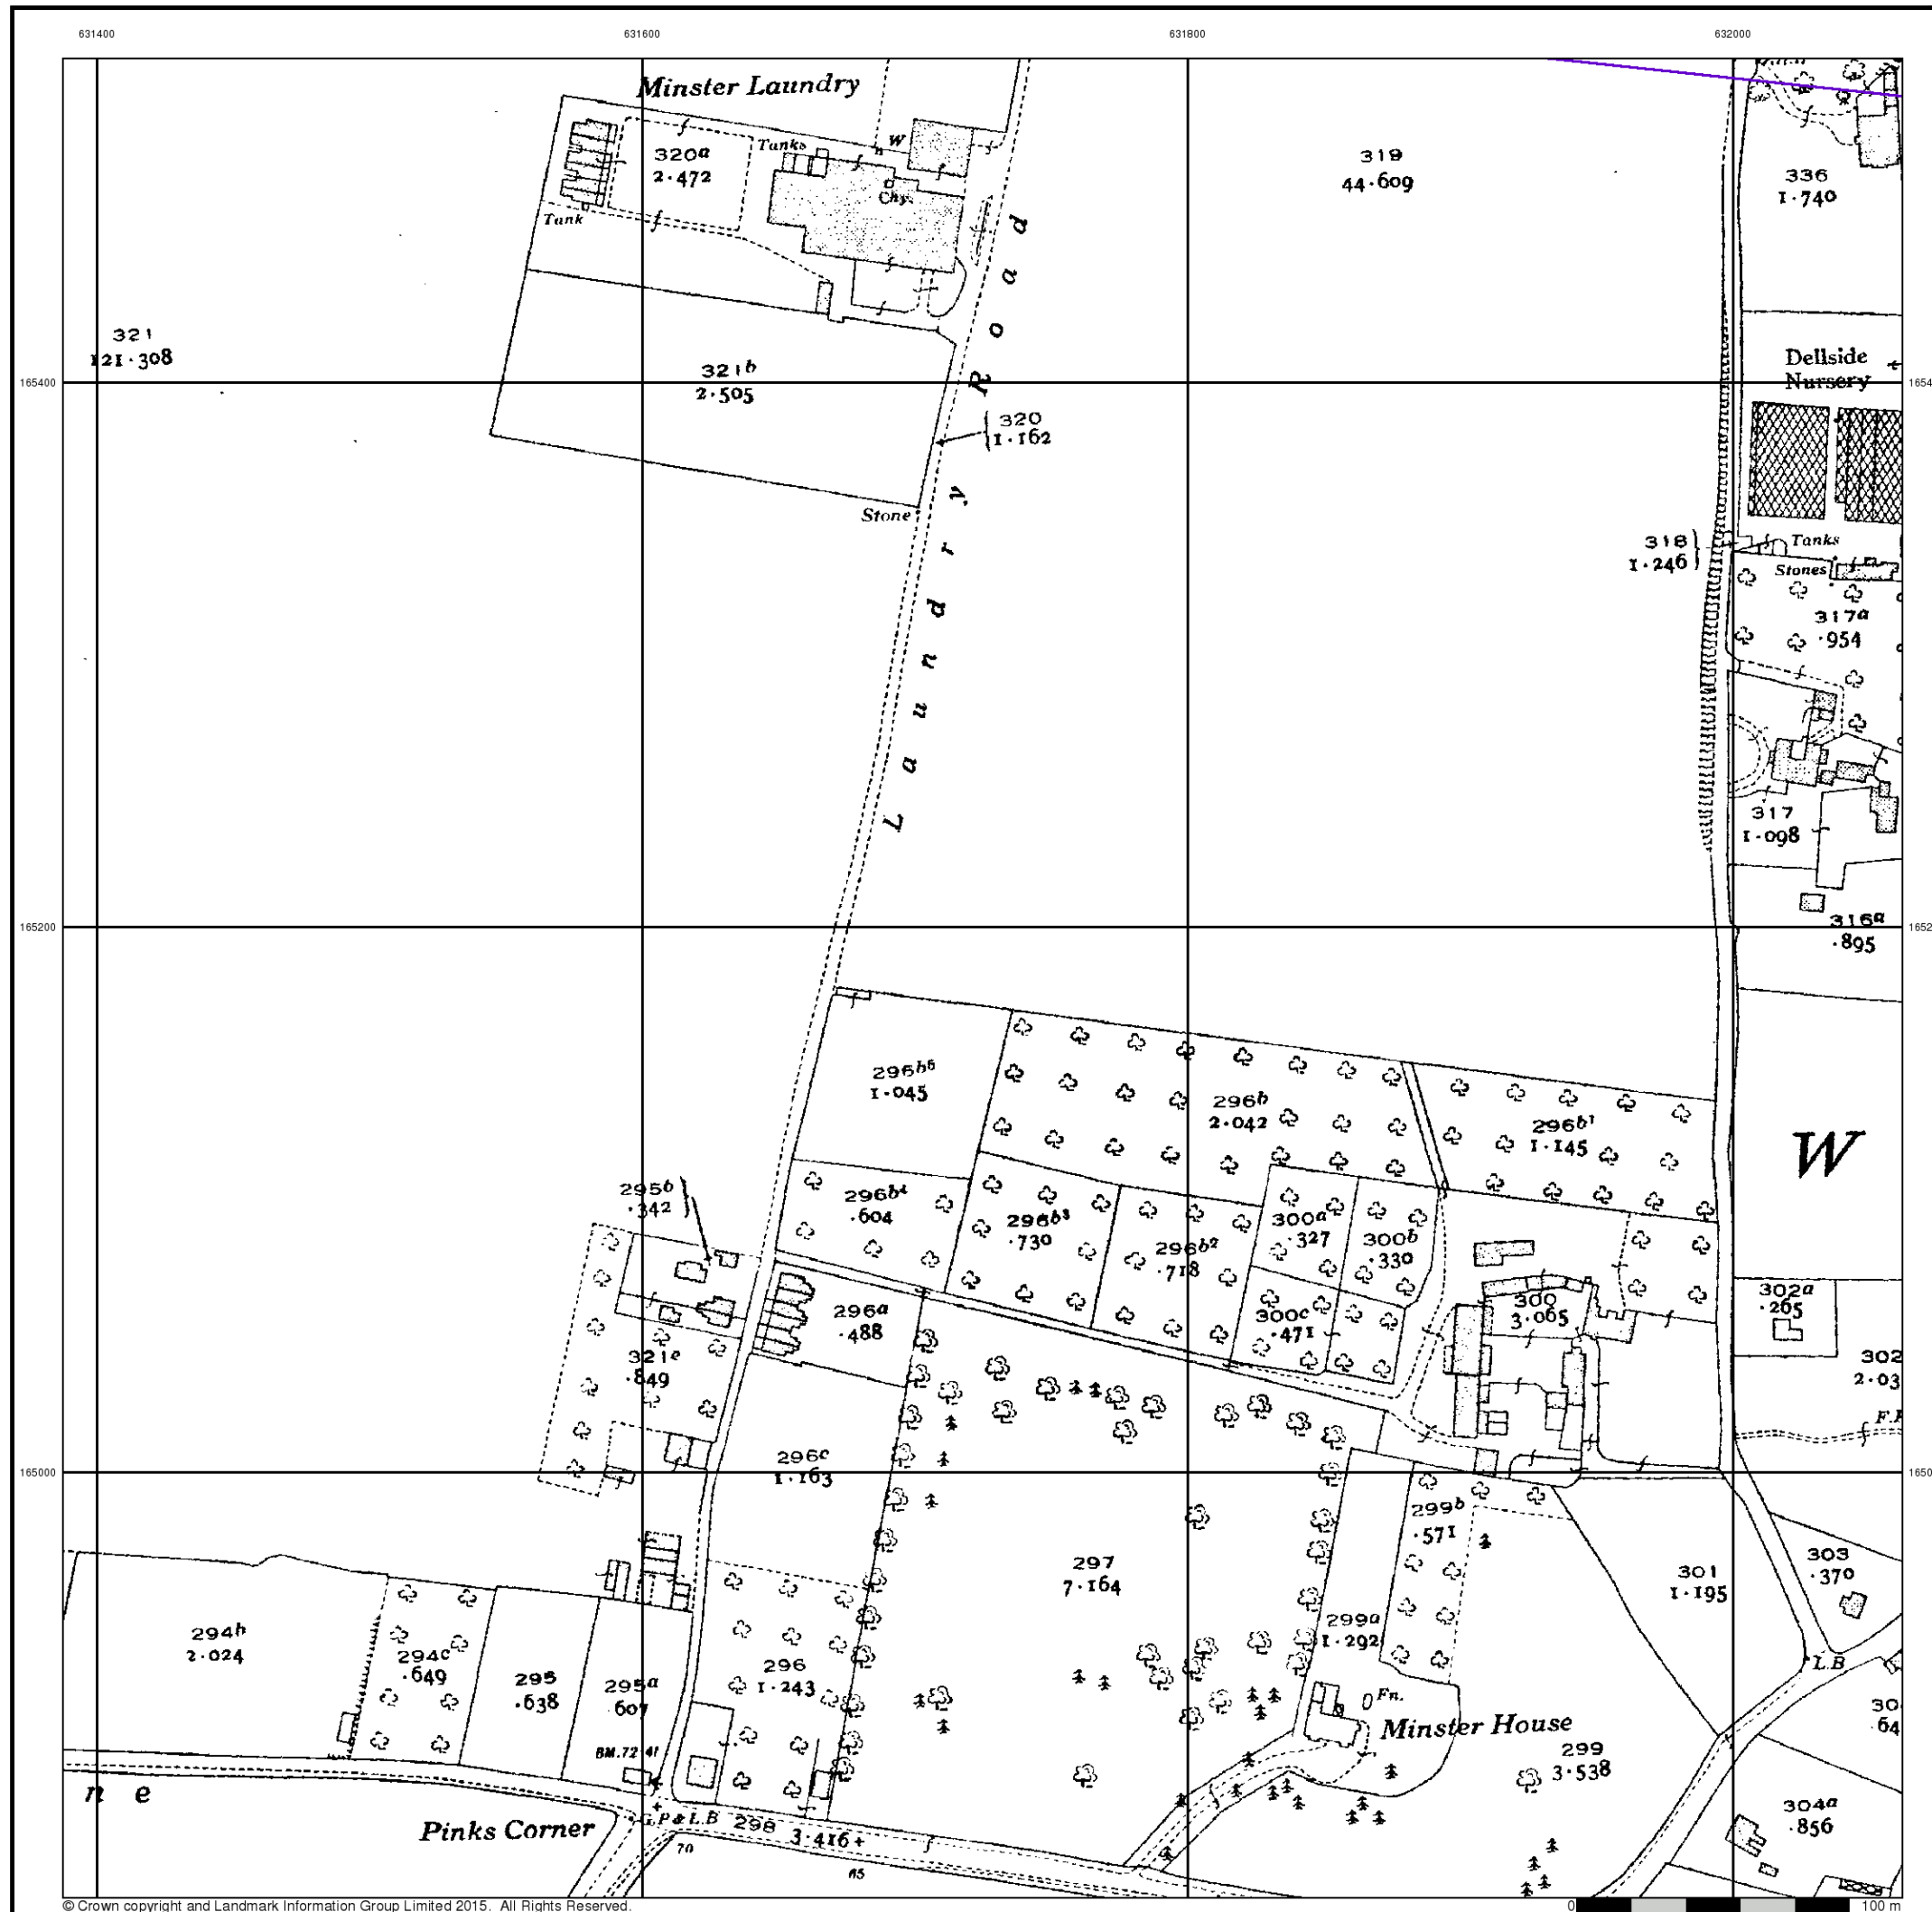 631400 631600 631800 632000
Minster Laundry
320a
2·472
Tanks
W
Chy.
Tank
319
44·609
336
1·740
321
121·308
Dellside
Nursery
165400
321b
2·505
320
1·162
Stone
Laundry Road
318
1·246
Tanks
Stones
317a
·954
317
1·098
165200
316a
·895
296b5
1·045
296b
2·042
296b1
1·145
W
295b
·342
296b4
·604
296b3
·730
296b2
·718
300a
·327
300b
·330
296a
·488
300c
·471
300
3·065
302a
·265
302
2·03
321c
·849
296c
1·163
165000
299b
·571
297
7·164
301
1·195
303
·370
294b
2·024
294c
·649
295
·638
295a
·607
296
1·243
299a
1·292
L.B
Fn.
Minster House
299
3·538
BM.72·41
n e
Pinks Corner
G.P & L.B
298 3·416+
70
65
304a
·856
© Crown copyright and Landmark Information Group Limited 2015. All Rights Reserved.
0 100 m